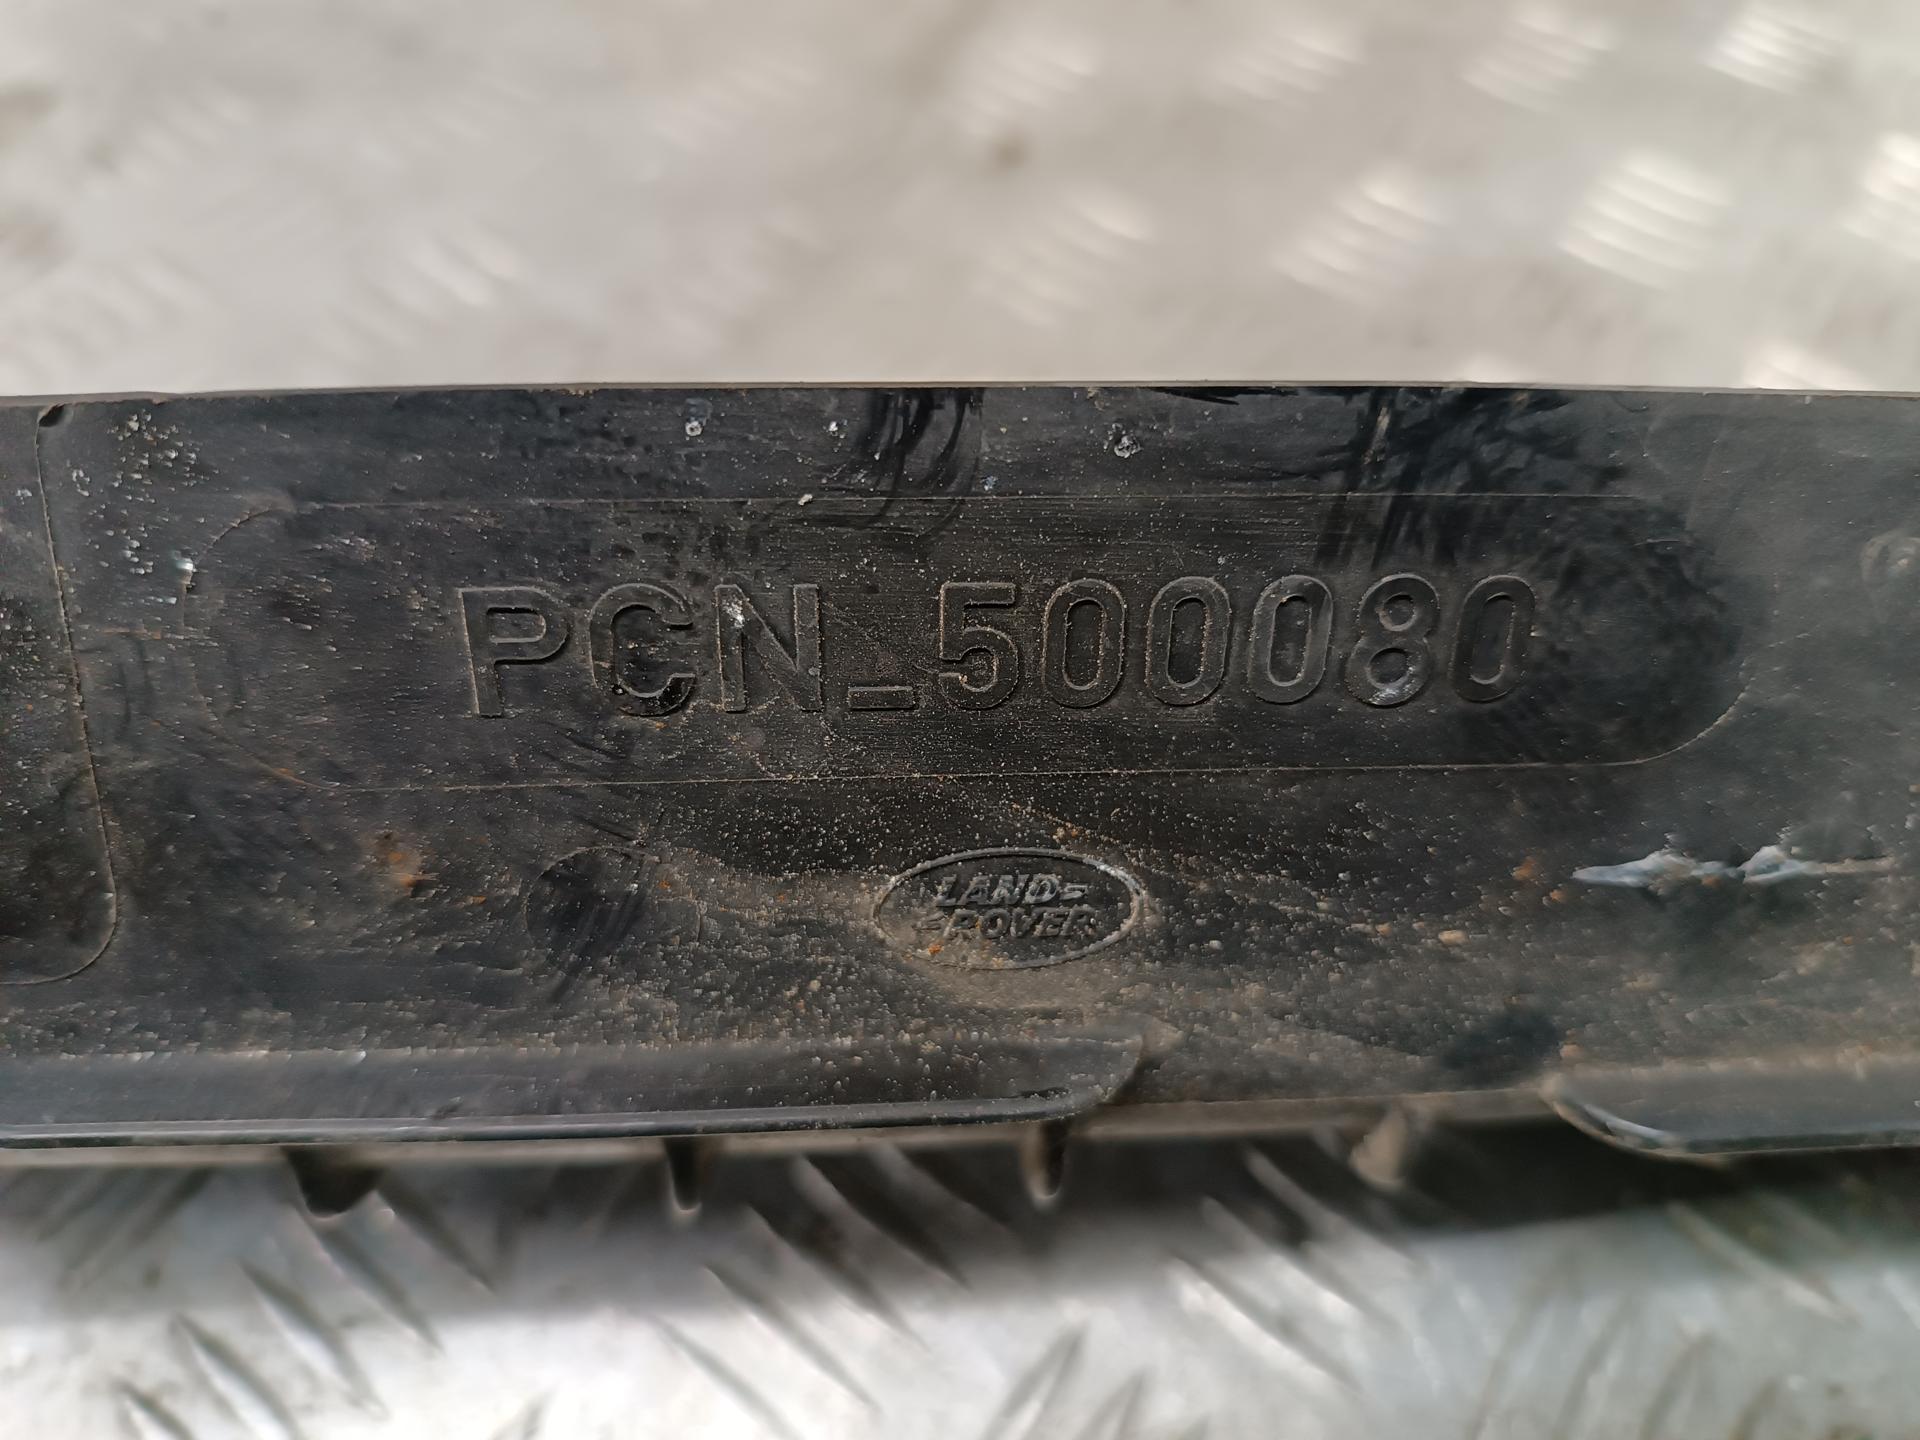 PCN_500080
LAND-
-ROVER